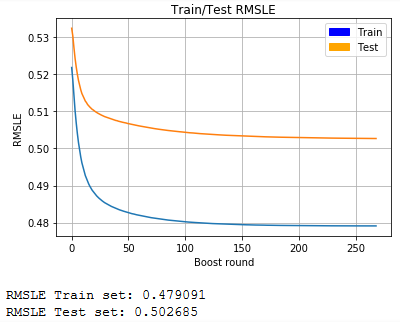 Train/Test RMSLE
Train
Test
0.53
0.52
0.51
0.50
0.49
0.48
RMSLE
0 50 100 150 200 250
Boost round
RMSLE Train set: 0.479091
RMSLE Test set: 0.502685